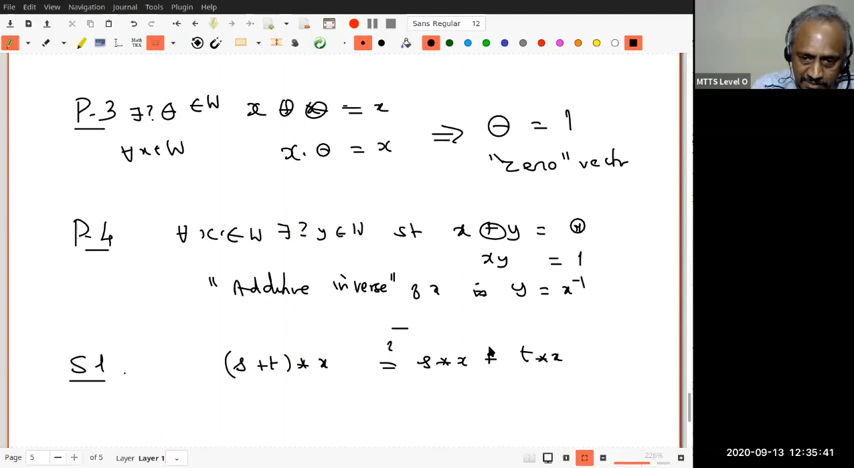 File Edit View Navigation Journal Tools Plugin Help
Sans Regular 12
MTTS Level O
P-3 ∃? θ ∈ W x ⊕ θ = x
∀ x ∈ W x . θ = x ⇒ θ = 1
"Zero" vectr
P-4 ∀ x ∈ W ∃ ? y ∈ W st x ⊕ y =
xy = 1
" Additive inverse" of x is y = x⁻¹
S1. (s + t) * x ?= s * x + t * x
Page 5 of 5 Layer Layer 1 226%
2020-09-13 12:35:41